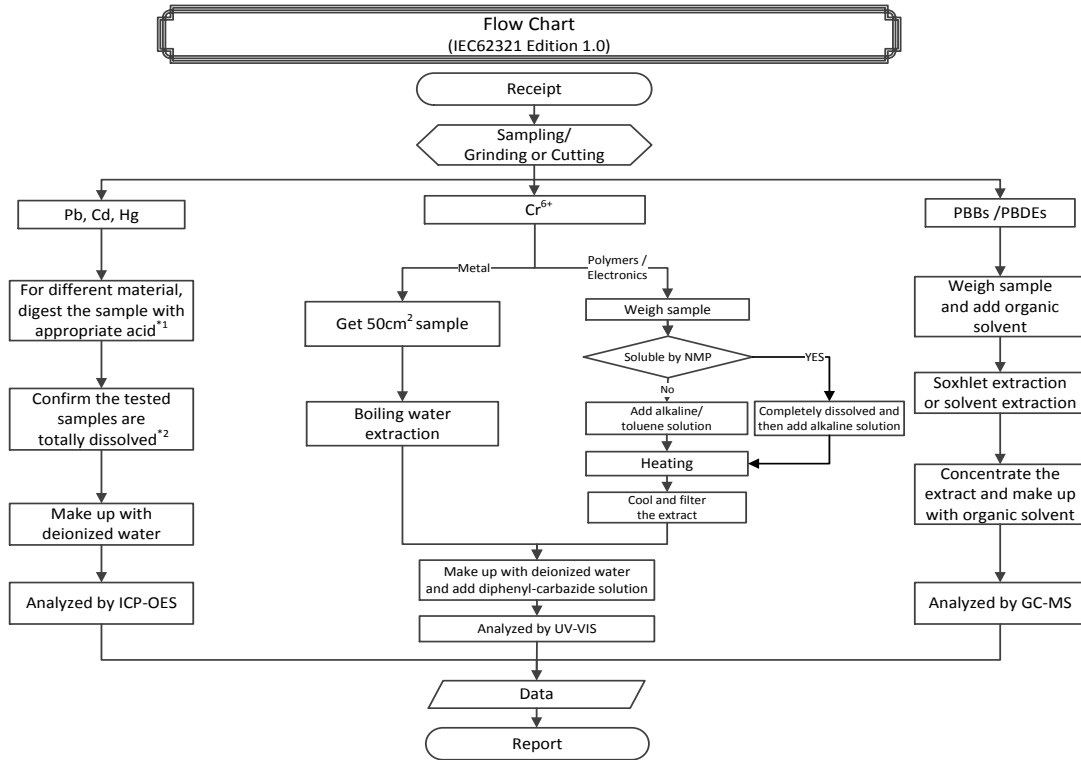 Flow Chart
(IEC62321 Edition 1.0)
Receipt
Sampling/
Grinding or Cutting
Pb, Cd, Hg
Cr⁶⁺
PBBs /PBDEs
Metal
Polymers /
Electronics
For different material,
digest the sample with
appropriate acid*¹
Get 50cm² sample
Weigh sample
Weigh sample
and add organic
solvent
Soluble by NMP
YES
No
Confirm the tested
samples are
totally dissolved*²
Boiling water
extraction
Add alkaline/
toluene solution
Completely dissolved and
then add alkaline solution
Soxhlet extraction
or solvent extraction
Heating
Cool and filter
the extract
Make up with
deionized water
Concentrate the
extract and make up
with organic solvent
Make up with deionized water
and add diphenyl-carbazide solution
Analyzed by ICP-OES
Analyzed by UV-VIS
Analyzed by GC-MS
Data
Report